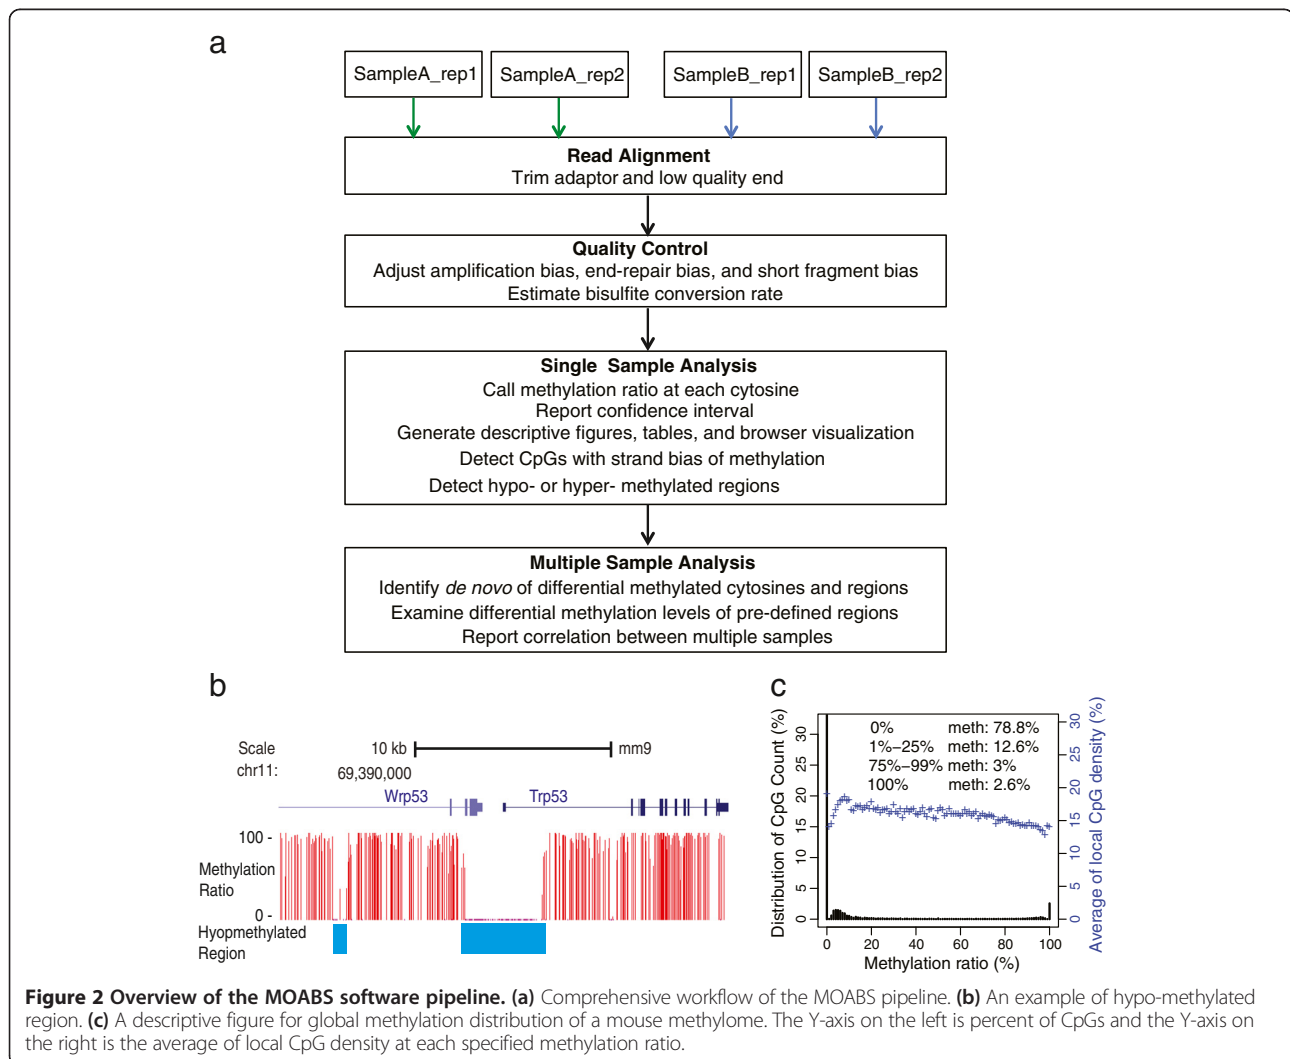 a
SampleA_rep1
SampleA_rep2
SampleB_rep1
SampleB_rep2
Read Alignment
Trim adaptor and low quality end
Quality Control
Adjust amplification bias, end-repair bias, and short fragment bias
Estimate bisulfite conversion rate
Single Sample Analysis
Call methylation ratio at each cytosine
Report confidence interval
Generate descriptive figures, tables, and browser visualization
Detect CpGs with strand bias of methylation
Detect hypo- or hyper- methylated regions
Multiple Sample Analysis
Identify de novo of differential methylated cytosines and regions
Examine differential methylation levels of pre-defined regions
Report correlation between multiple samples
b
Scale
10 kb
mm9
chr11:
69,390,000
Wrp53
Trp53
100 -
Methylation
Ratio
0 -
Hyopmethylated
Region
c
Distribution of CpG Count (%)
0 5 10 15 20 25 30
0% meth: 78.8%
1%–25% meth: 12.6%
75%–99% meth: 3%
100% meth: 2.6%
0 5 10 15 20 25 30
Average of local CpG density (%)
0 20 40 60 80 100
Methylation ratio (%)
Figure 2 Overview of the MOABS software pipeline. (a) Comprehensive workflow of the MOABS pipeline. (b) An example of hypo-methylated
region. (c) A descriptive figure for global methylation distribution of a mouse methylome. The Y-axis on the left is percent of CpGs and the Y-axis on
the right is the average of local CpG density at each specified methylation ratio.